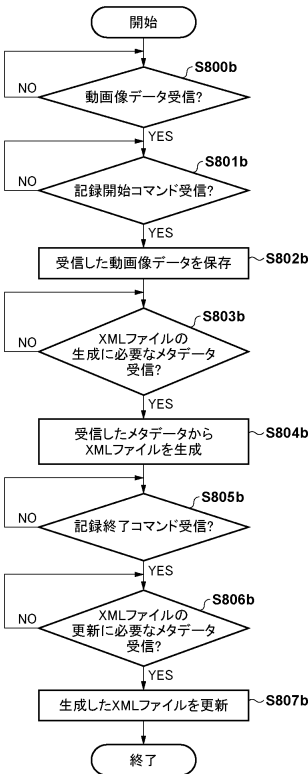 開始
S800b
動画像データ受信?
NO
YES
S801b
記録開始コマンド受信?
NO
YES
受信した動画像データを保存
S802b
S803b
XMLファイルの
生成に必要なメタデータ
受信?
NO
YES
受信したメタデータから
XMLファイルを生成
S804b
S805b
記録終了コマンド受信?
NO
YES
S806b
XMLファイルの
更新に必要なメタデータ
受信?
NO
YES
生成したXMLファイルを更新
S807b
終了